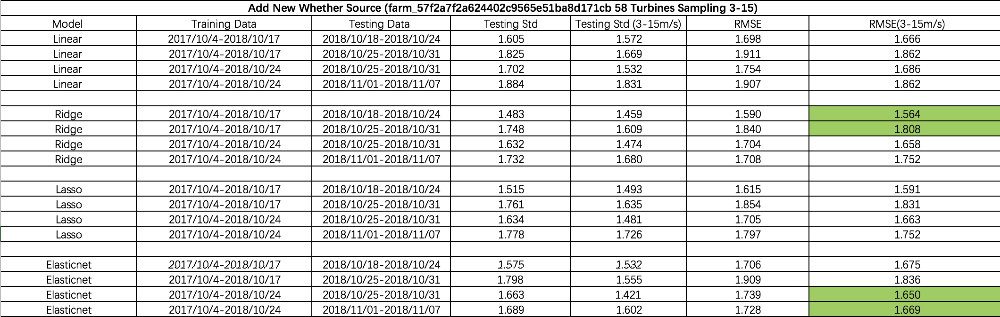 Add New Whether Source (farm_57f2a7f2a624402c9565e51ba8d171cb 58 Turbines Sampling 3-15)
Model Training Data Testing Data Testing Std Testing Std (3-15m/s) RMSE RMSE(3-15m/s)
Linear 2017/10/4-2018/10/17 2018/10/18-2018/10/24 1.605 1.572 1.698 1.666
Linear 2017/10/4-2018/10/17 2018/10/25-2018/10/31 1.825 1.669 1.911 1.862
Linear 2017/10/4-2018/10/24 2018/10/25-2018/10/31 1.702 1.532 1.754 1.686
Linear 2017/10/4-2018/10/24 2018/11/01-2018/11/07 1.884 1.831 1.907 1.862
Ridge 2017/10/4-2018/10/17 2018/10/18-2018/10/24 1.483 1.459 1.590 1.564
Ridge 2017/10/4-2018/10/17 2018/10/25-2018/10/31 1.748 1.609 1.840 1.808
Ridge 2017/10/4-2018/10/24 2018/10/25-2018/10/31 1.632 1.474 1.704 1.658
Ridge 2017/10/4-2018/10/24 2018/11/01-2018/11/07 1.732 1.680 1.708 1.752
Lasso 2017/10/4-2018/10/17 2018/10/18-2018/10/24 1.515 1.493 1.615 1.591
Lasso 2017/10/4-2018/10/17 2018/10/25-2018/10/31 1.761 1.635 1.854 1.831
Lasso 2017/10/4-2018/10/24 2018/10/25-2018/10/31 1.634 1.481 1.705 1.663
Lasso 2017/10/4-2018/10/24 2018/11/01-2018/11/07 1.778 1.726 1.797 1.752
Elasticnet 2017/10/4-2018/10/17 2018/10/18-2018/10/24 1.575 1.532 1.706 1.675
Elasticnet 2017/10/4-2018/10/17 2018/10/25-2018/10/31 1.798 1.555 1.909 1.836
Elasticnet 2017/10/4-2018/10/24 2018/10/25-2018/10/31 1.663 1.421 1.739 1.650
Elasticnet 2017/10/4-2018/10/24 2018/11/01-2018/11/07 1.689 1.602 1.728 1.669